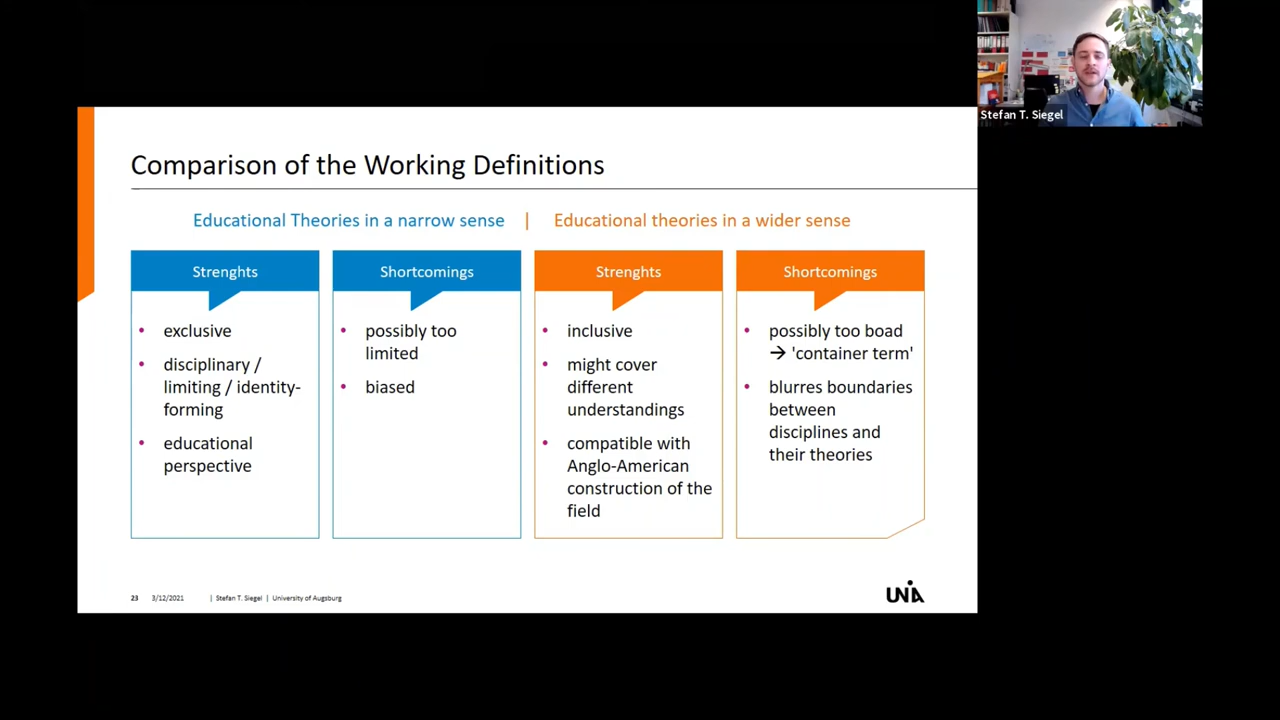 Stefan T. Siegel
Comparison of the Working Definitions
Educational Theories in a narrow sense | Educational theories in a wider sense
Strenghts
• exclusive
• disciplinary /
limiting / identity-
forming
• educational
perspective
Shortcomings
• possibly too
limited
• biased
Strenghts
• inclusive
• might cover
different
understandings
• compatible with
Anglo-American
construction of the
field
Shortcomings
• possibly too boad
→ 'container term'
• blurres boundaries
between
disciplines and
their theories
23 3/12/2021 | Stefan T. Siegel | University of Augsburg
UNIA